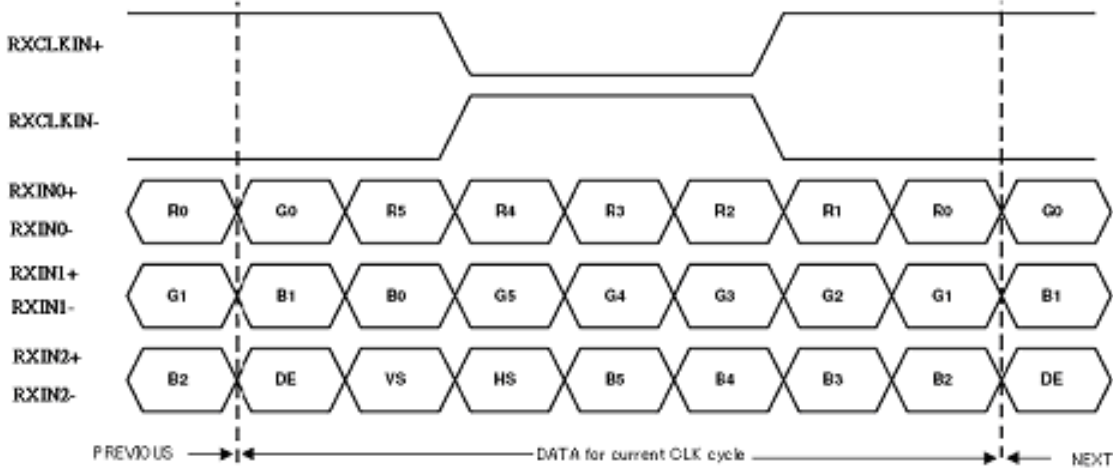 RXCLKIN+
RXCLKIN-
RXIN0+
R0 G0 R5 R4 R3 R2 R1 R0 G0
RXIN0-
RXIN1+
G1 B1 B0 G5 G4 G3 G2 G1 B1
RXIN1-
RXIN2+
B2 DE VS HS B5 B4 B3 B2 DE
RXIN2-
PREVIOUS DATA for current CLK cycle NEXT